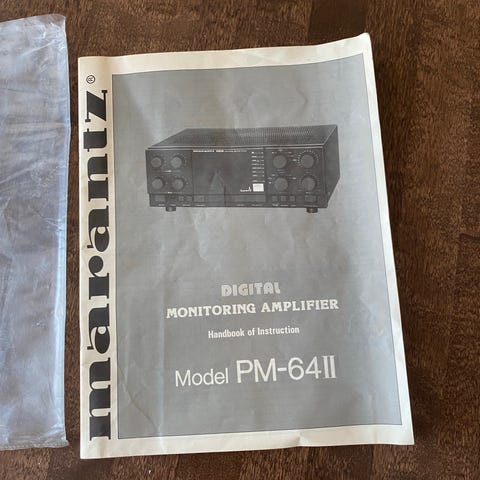 marantz®
DIGITAL
MONITORING AMPLIFIER
Handbook of Instruction
Model PM-64II